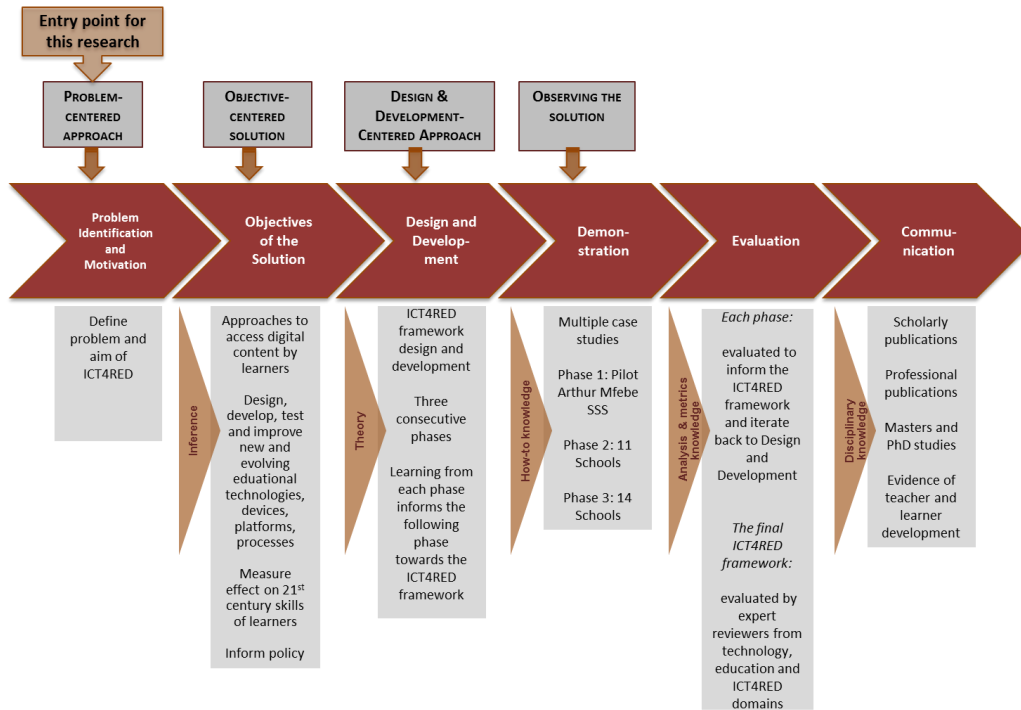 Entry point for
this research
PROBLEM-
CENTERED
APPROACH
OBJECTIVE-
CENTERED
SOLUTION
DESIGN &
DEVELOPMENT-
CENTERED APPROACH
OBSERVING THE
SOLUTION
Problem
Identification
and
Motivation
Objectives
of the
Solution
Design and
Develop-
ment
Demon-
stration
Evaluation
Commu-
nication
Define
problem and
aim of
ICT4RED
Inference
Approaches to
access digital
content by
learners
Design,
develop, test
and improve
new and
evolving
eduational
technologies,
devices,
platforms,
processes
Measure
effect on 21st
century skills
of learners
Inform policy
Theory
ICT4RED
framework
design and
development
Three
consecutive
phases
Learning from
each phase
informs the
following
phase
towards the
ICT4RED
framework
How-to knowledge
Multiple case
studies
Phase 1: Pilot
Arthur Mfebe
SSS
Phase 2: 11
Schools
Phase 3: 14
Schools
Analysis & metrics
knowledge
Each phase:
evaluated to
inform the
ICT4RED
framework
and iterate
back to Design
and
Development
The final
ICT4RED
framework:
evaluated by
expert
reviewers from
technology,
education and
ICT4RED
domains
Disciplinary
knowledge
Scholarly
publications
Professional
publications
Masters and
PhD studies
Evidence of
teacher and
learner
development